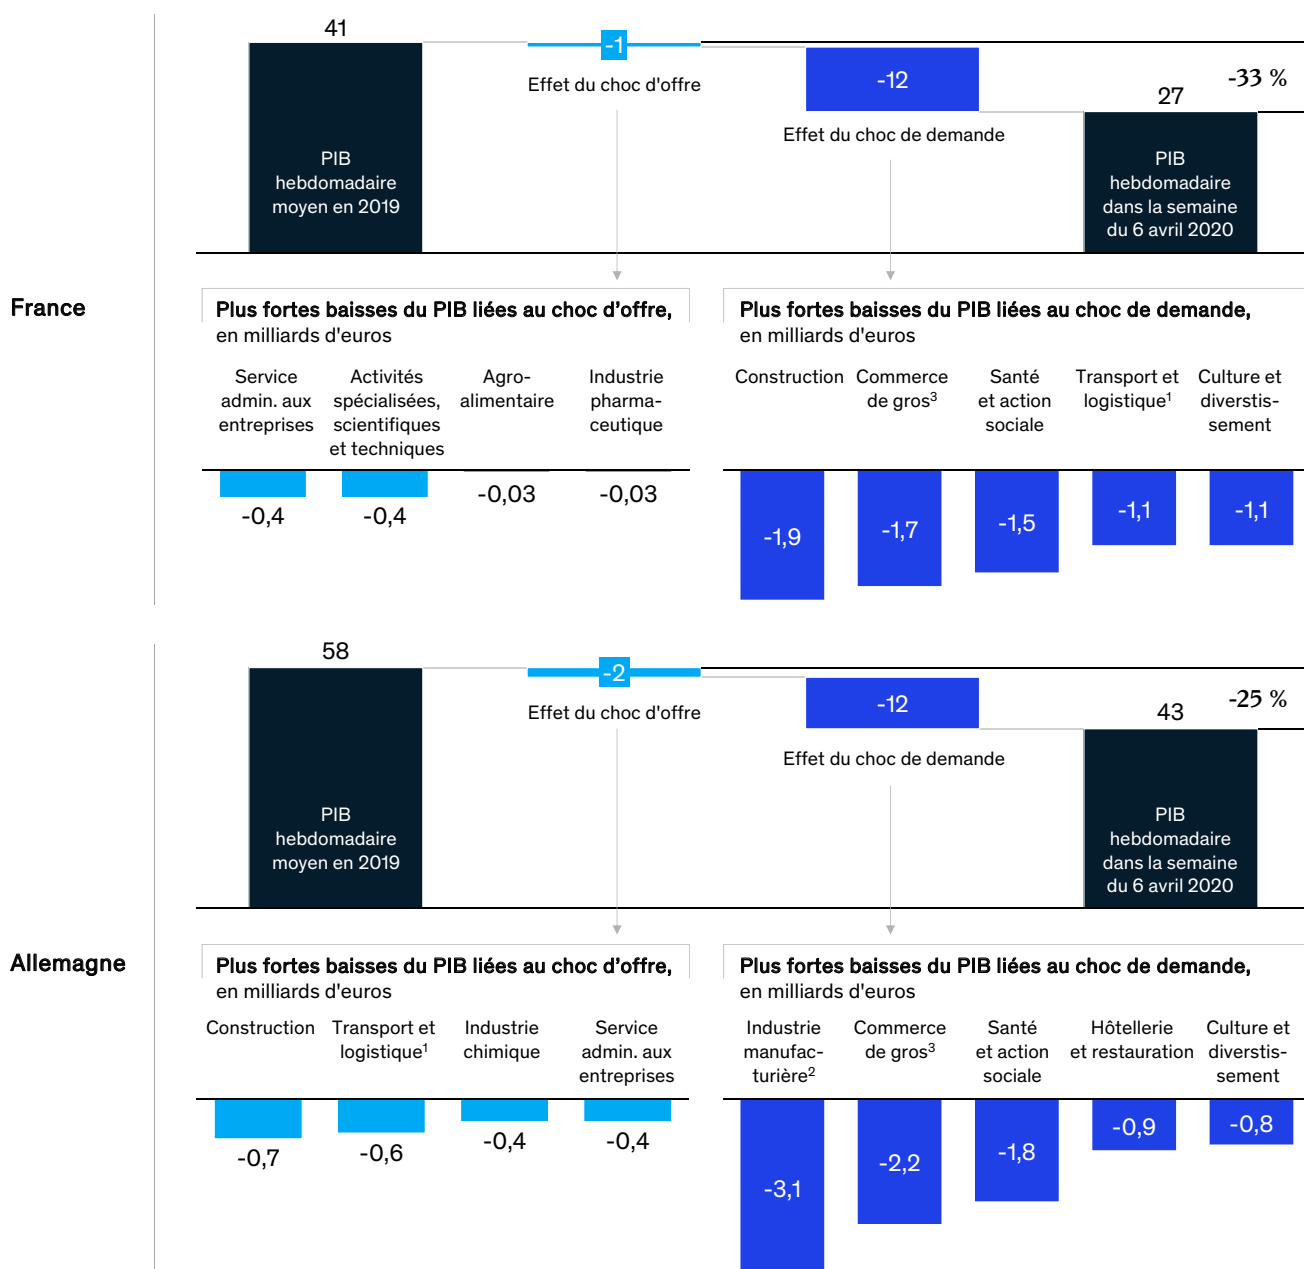 41
-1
Effet du choc d'offre
-12
Effet du choc de demande
27
-33 %
PIB
hebdomadaire
moyen en 2019
PIB
hebdomadaire
dans la semaine
du 6 avril 2020
France
Plus fortes baisses du PIB liées au choc d’offre,
en milliards d'euros
Service
admin. aux
entreprises
Activités
spécialisées,
scientifiques
et techniques
Agro-
alimentaire
Industrie
pharma-
ceutique
-0,4
-0,4
-0,03
-0,03
Plus fortes baisses du PIB liées au choc de demande,
en milliards d'euros
Construction
Commerce
de gros³
Santé
et action
sociale
Transport et
logistique¹
Culture et
diverstis-
sement
-1,9
-1,7
-1,5
-1,1
-1,1
58
-2
Effet du choc d'offre
-12
Effet du choc de demande
43
-25 %
PIB
hebdomadaire
moyen en 2019
PIB
hebdomadaire
dans la semaine
du 6 avril 2020
Allemagne
Plus fortes baisses du PIB liées au choc d’offre,
en milliards d'euros
Construction
Transport et
logistique¹
Industrie
chimique
Service
admin. aux
entreprises
-0,7
-0,6
-0,4
-0,4
Plus fortes baisses du PIB liées au choc de demande,
en milliards d'euros
Industrie
manufac-
turière²
Commerce
de gros³
Santé
et action
sociale
Hôtellerie
et restauration
Culture et
diverstis-
sement
-3,1
-2,2
-1,8
-0,9
-0,8